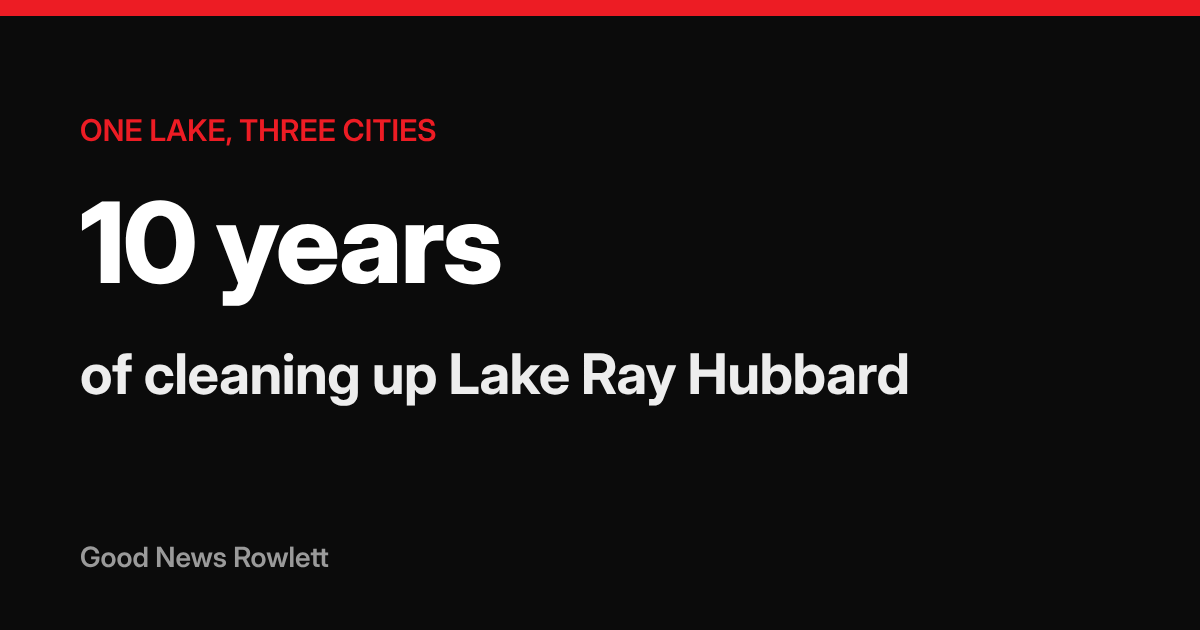 ONE LAKE, THREE CITIES
10 years
of cleaning up Lake Ray Hubbard
Good News Rowlett